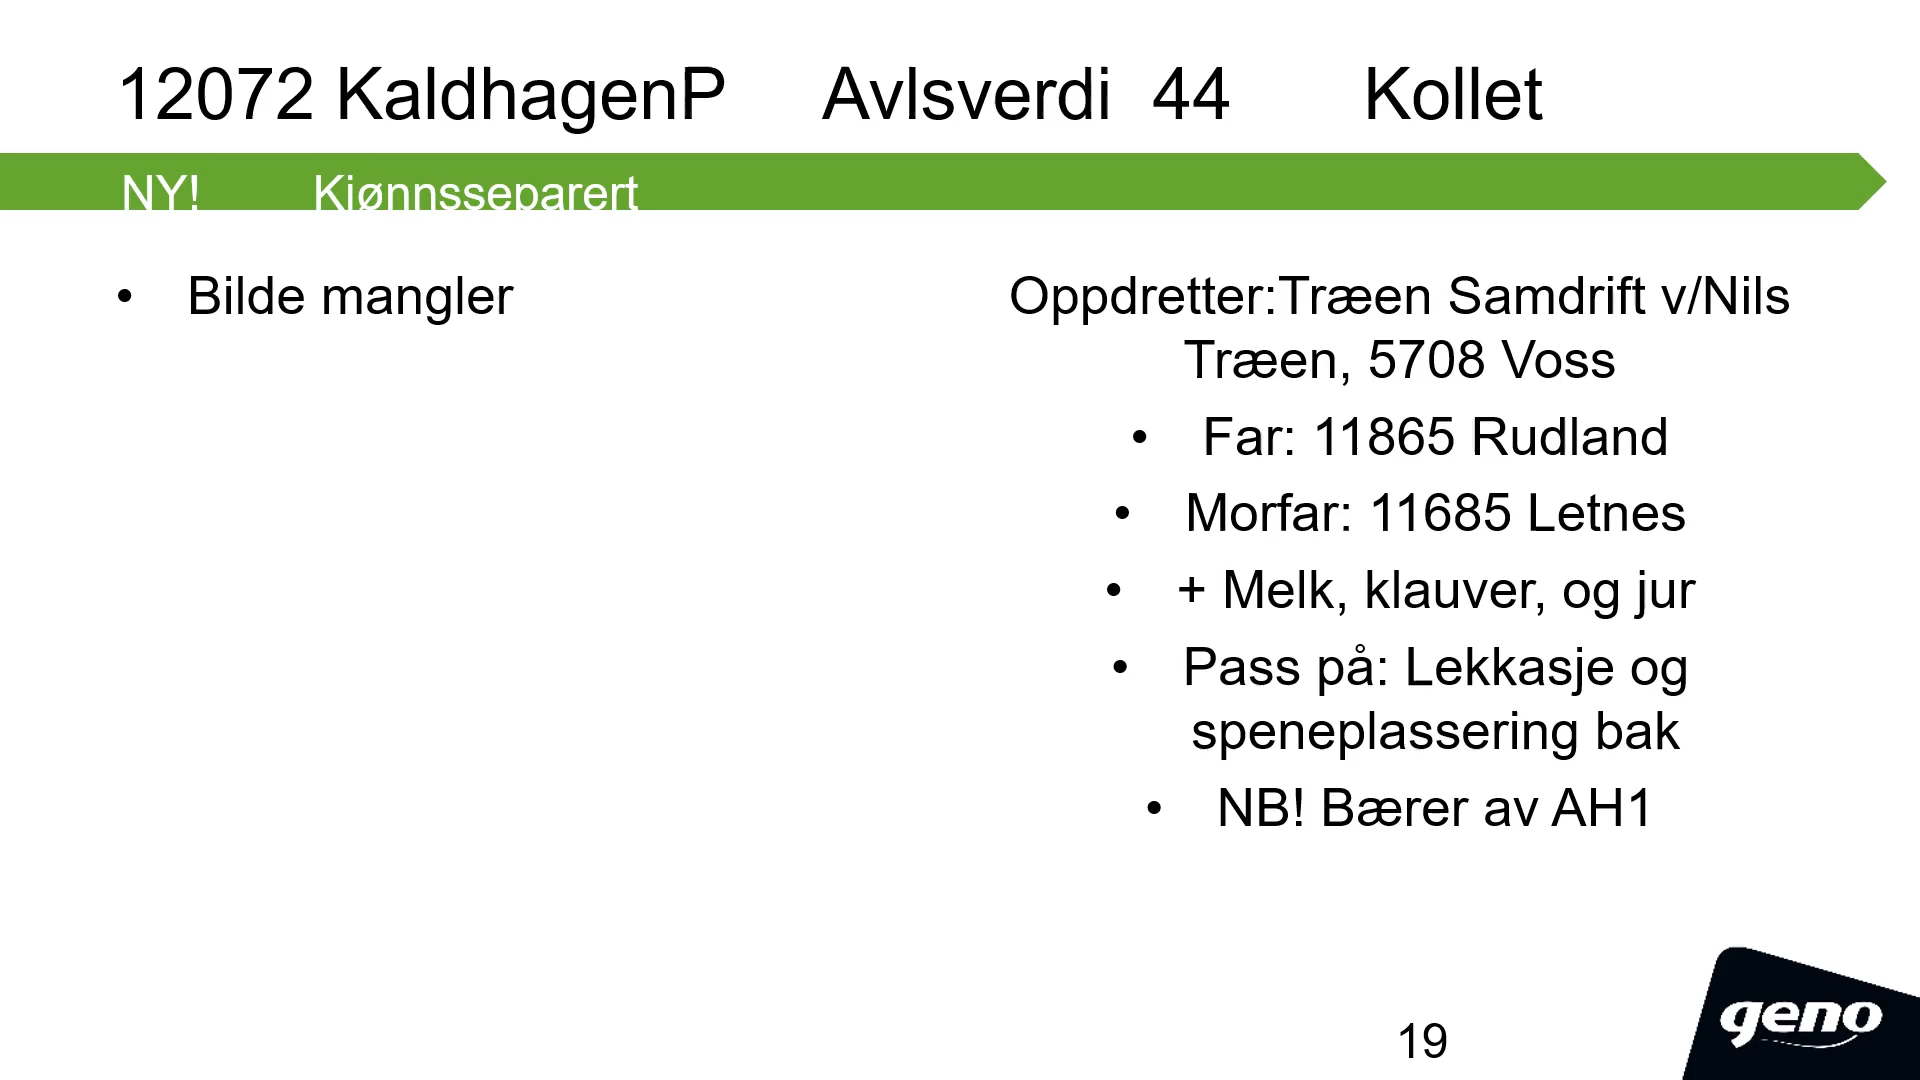 12072 KaldhagenP Avlsverdi 44 Kollet
NY! Kjønnsseparert
• Bilde mangler
Oppdretter:Træen Samdrift v/Nils
Træen, 5708 Voss
• Far: 11865 Rudland
• Morfar: 11685 Letnes
• + Melk, klauver, og jur
• Pass på: Lekkasje og
speneplassering bak
• NB! Bærer av AH1
19
geno